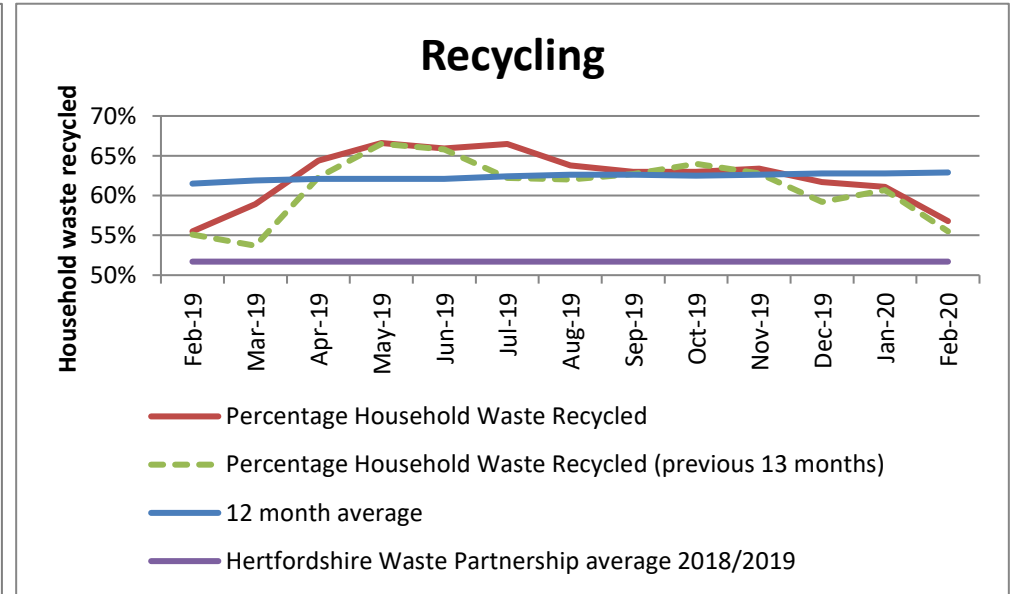 Recycling
Household waste recycled
70%
65%
60%
55%
50%
Feb-19
Mar-19
Apr-19
May-19
Jun-19
Jul-19
Aug-19
Sep-19
Oct-19
Nov-19
Dec-19
Jan-20
Feb-20
Percentage Household Waste Recycled
Percentage Household Waste Recycled (previous 13 months)
12 month average
Hertfordshire Waste Partnership average 2018/2019